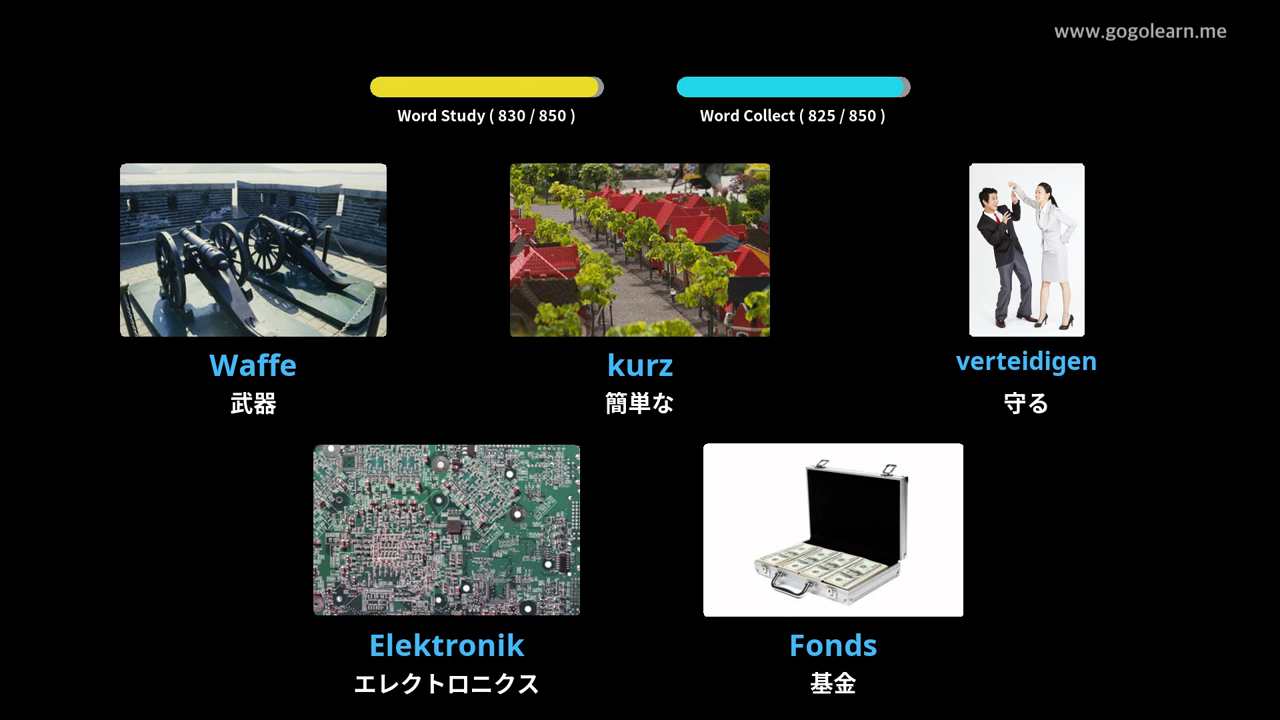 www.gogolearn.me
Word Study ( 830 / 850 )
Word Collect ( 825 / 850 )
Waffe
武器
kurz
簡単な
verteidigen
守る
Elektronik
エレクトロニクス
Fonds
基金